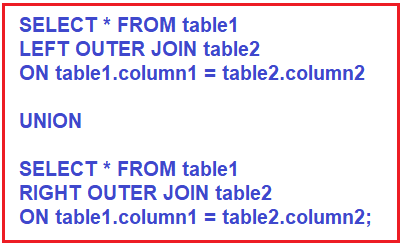 SELECT * FROM table1
LEFT OUTER JOIN table2
ON table1.column1 = table2.column2
UNION
SELECT * FROM table1
RIGHT OUTER JOIN table2
ON table1.column1 = table2.column2;